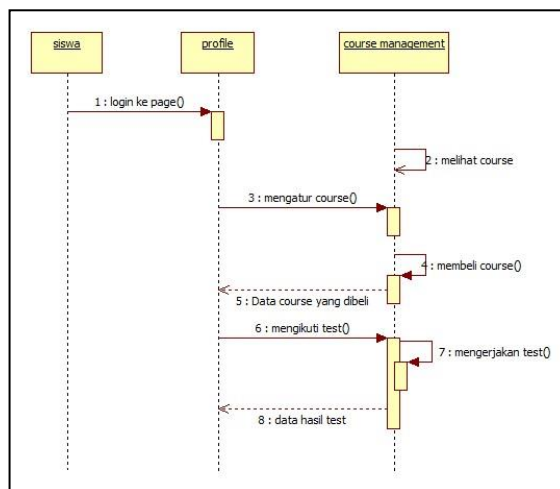 siswa
profile
course management
1 : login ke page()
2 : melihat course
3 : mengatur course()
4 : membeli course()
5 : Data course yang dibeli
6 : mengikuti test()
7 : mengerjakan test()
8 : data hasil test